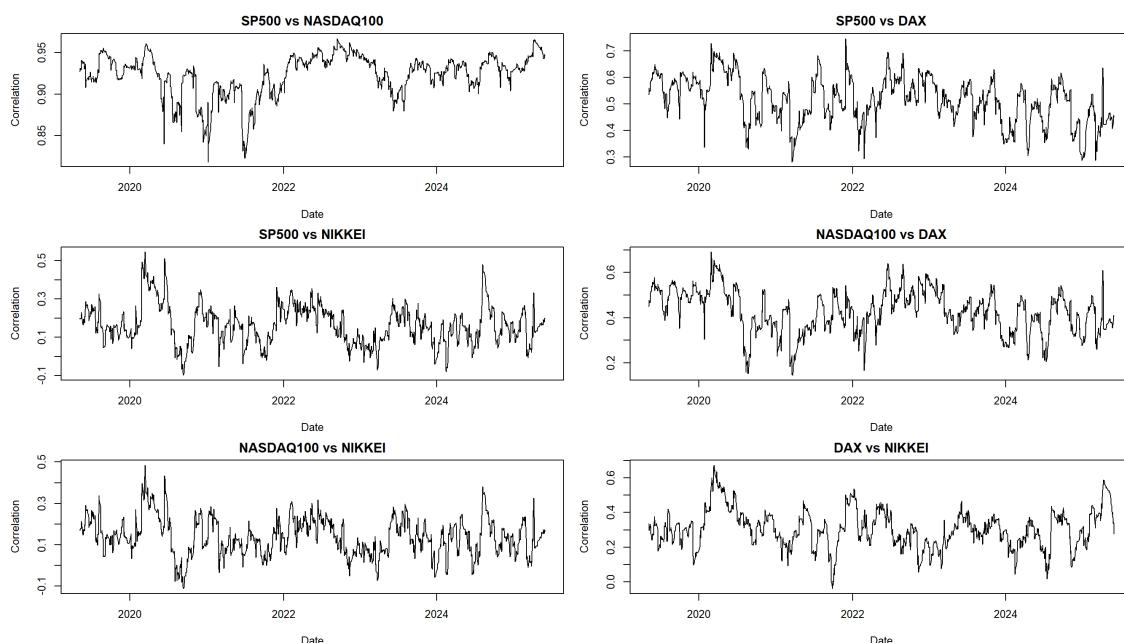 SP500 vs NASDAQ100
Correlation
0.95
0.90
0.85
2020
2022
2024
Date
SP500 vs DAX
Correlation
0.7
0.6
0.5
0.4
0.3
2020
2022
2024
Date
SP500 vs NIKKEI
Correlation
0.5
0.3
0.1
-0.1
2020
2022
2024
Date
NASDAQ100 vs DAX
Correlation
0.6
0.4
0.2
2020
2022
2024
Date
NASDAQ100 vs NIKKEI
Correlation
0.5
0.3
0.1
-0.1
2020
2022
2024
Date
DAX vs NIKKEI
Correlation
0.6
0.4
0.2
0.0
2020
2022
2024
Date